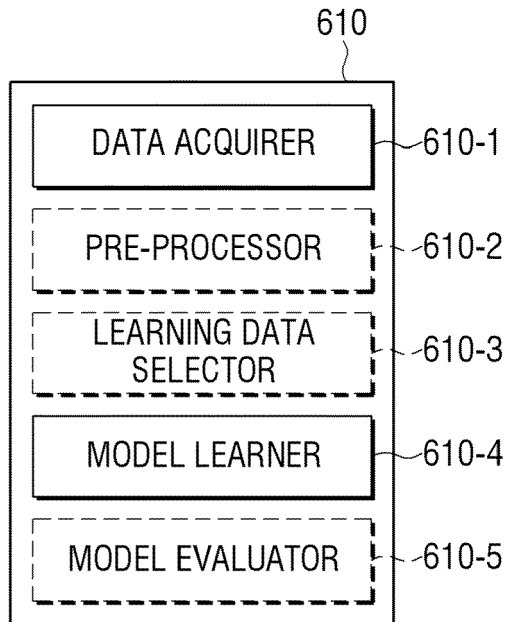 610
DATA ACQUIRER 610-1
PRE-PROCESSOR 610-2
LEARNING DATA
SELECTOR 610-3
MODEL LEARNER 610-4
MODEL EVALUATOR 610-5